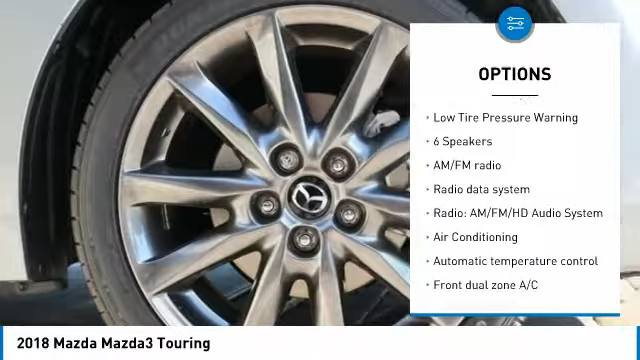 OPTIONS
Low Tire Pressure Warning
6 Speakers
AM/FM radio
Radio data system
Radio: AM/FM/HD Audio System
Air Conditioning
Automatic temperature control
Front dual zone A/C
2018 Mazda Mazda3 Touring